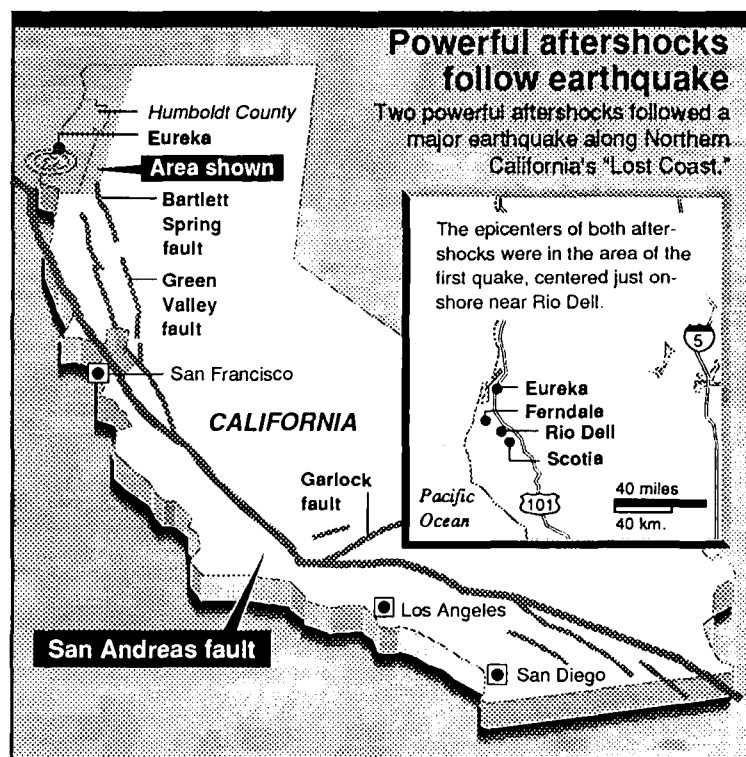 Powerful aftershocks
follow earthquake
Two powerful aftershocks followed a
major earthquake along Northern
California's "Lost Coast."
Humboldt County
Eureka
Area shown
Bartlett
Spring
fault
Green
Valley
fault
San Francisco
CALIFORNIA
Garlock
fault
San Andreas fault
Los Angeles
San Diego
The epicenters of both after-
shocks were in the area of the
first quake, centered just on-
shore near Rio Dell.
5
Eureka
Ferndale
Rio Dell
Scotia
Pacific
Ocean
101
40 miles
40 km.